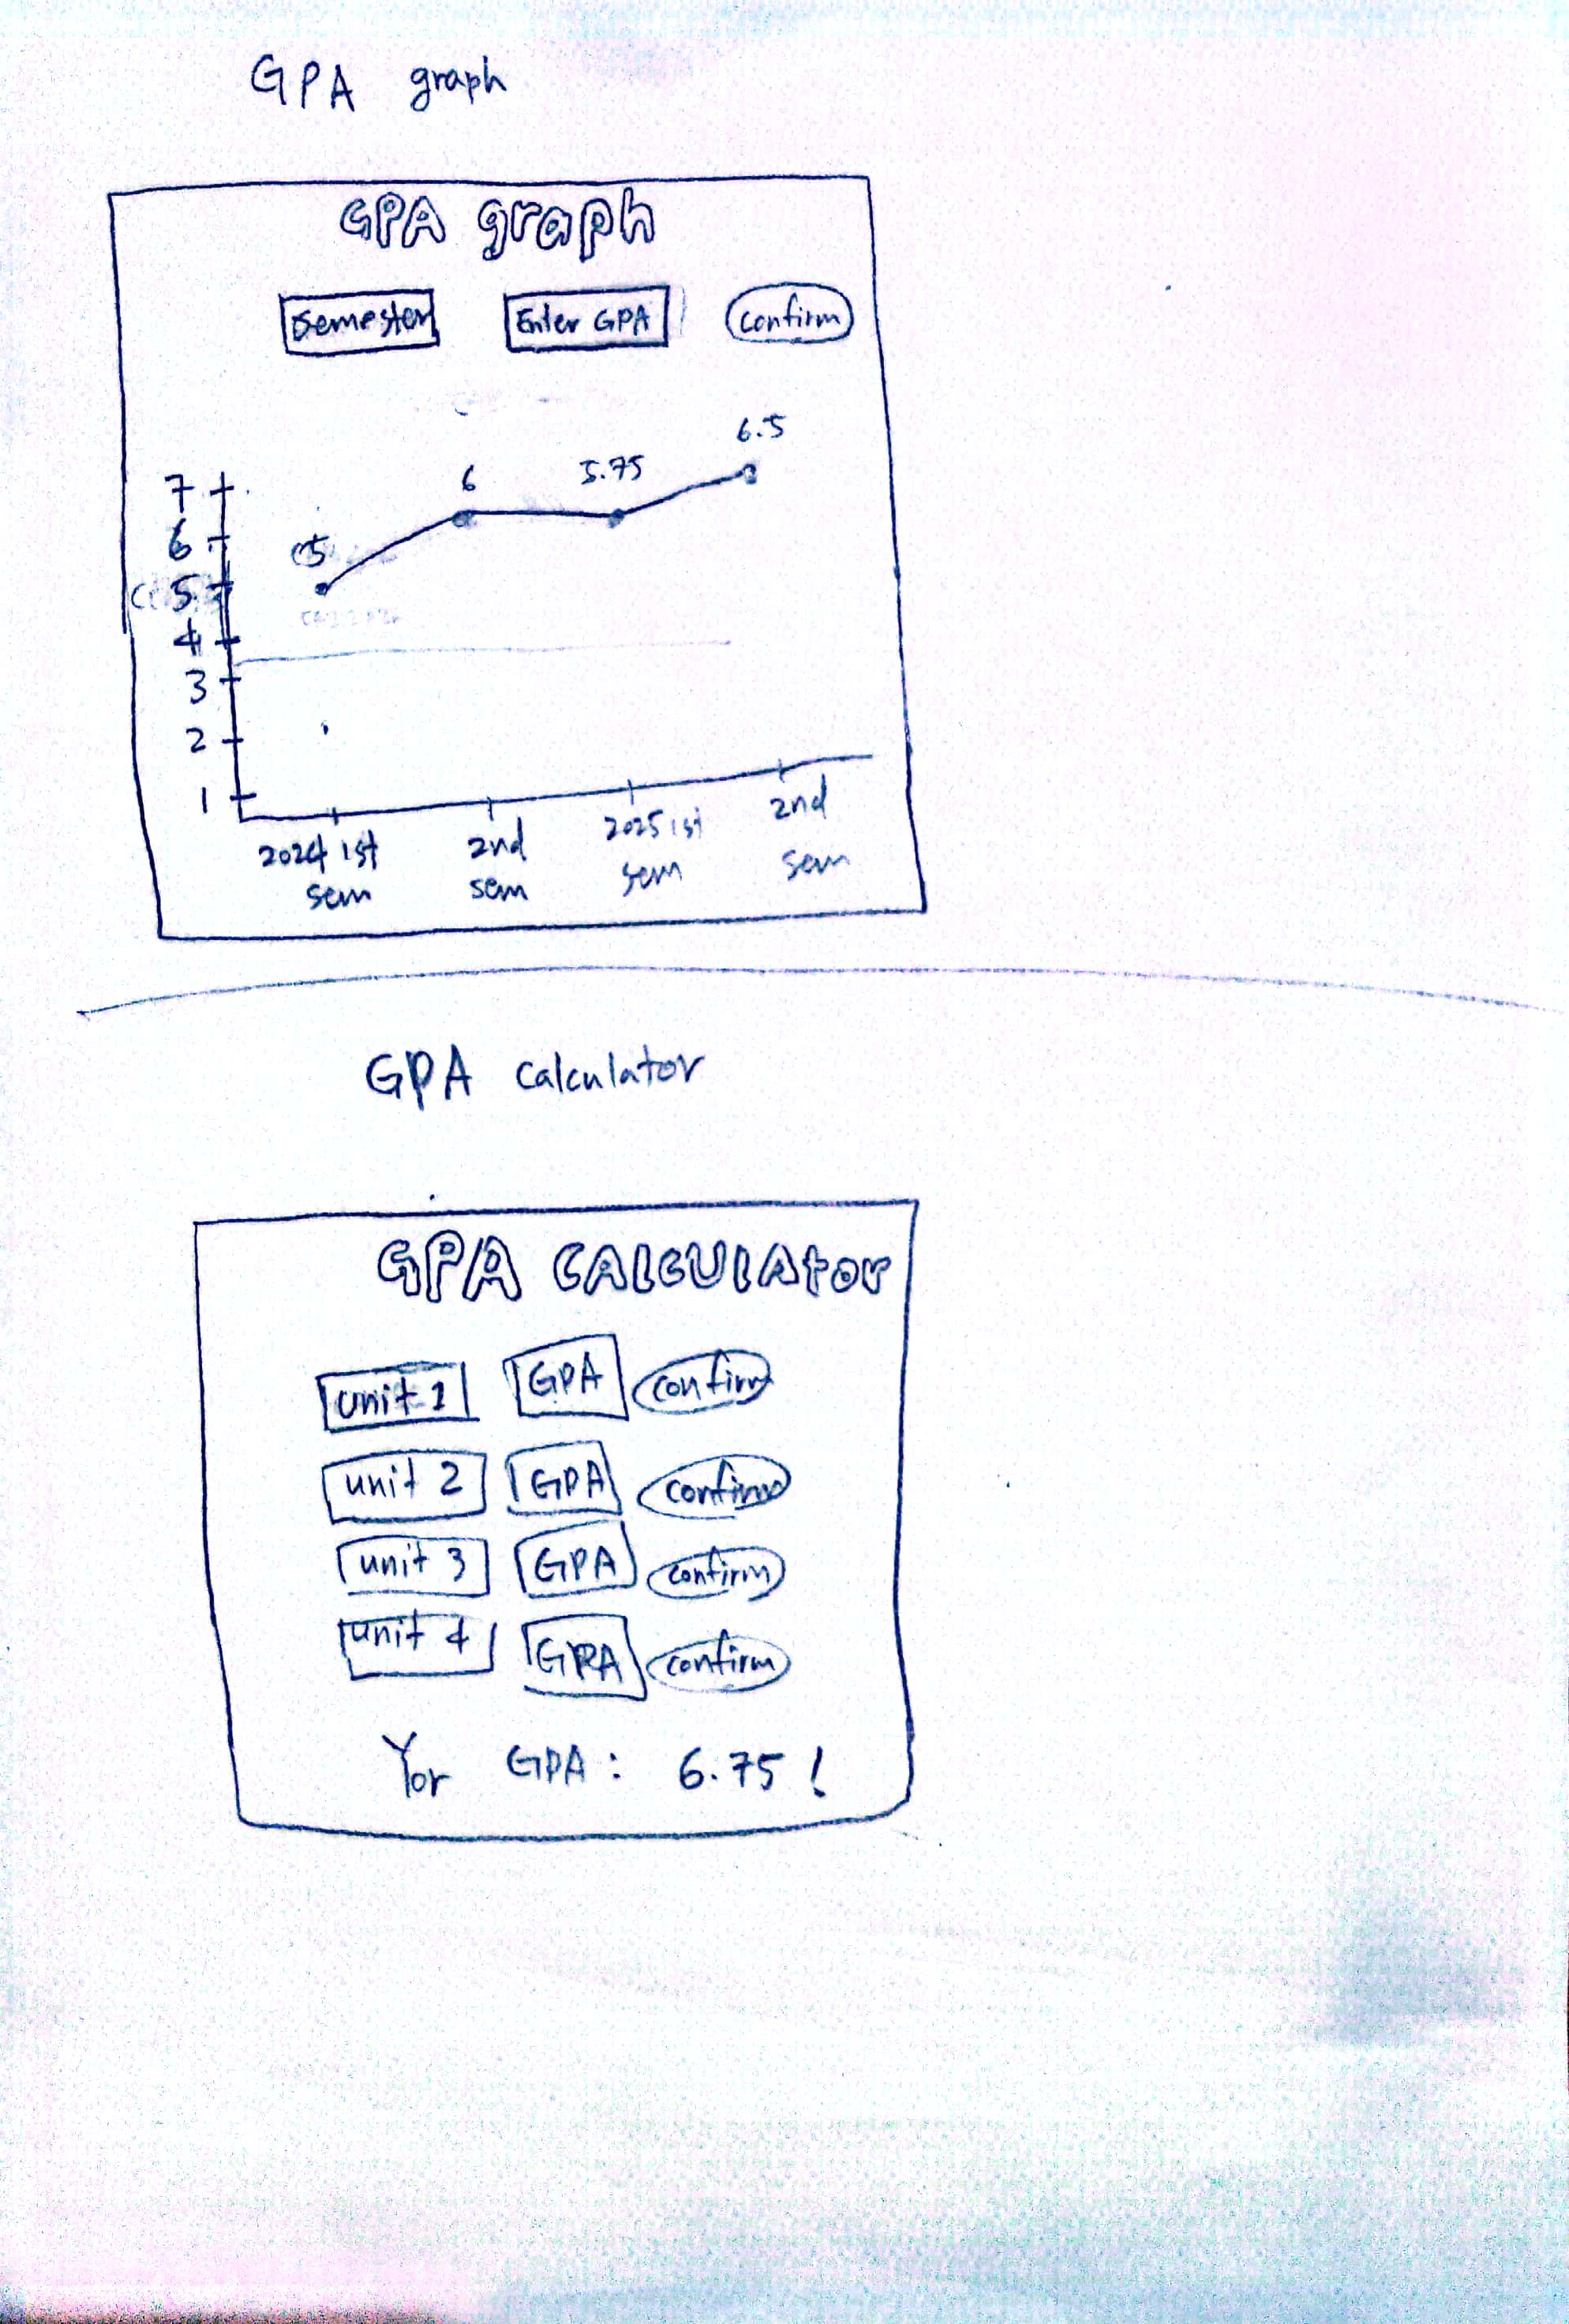 GPA graph
GPA graph
Semester Enter GPA confirm
6.5
6 5.75
7
6 5
5
4
3
2
1
2024 1st 2nd 2025 1st 2nd
sem sem sem sem
GPA calculator
GPA CALCULAtor
unit 1 GPA confirm
unit 2 GPA confirm
unit 3 GPA confirm
unit 4 GPA confirm
Yor GPA: 6.75!